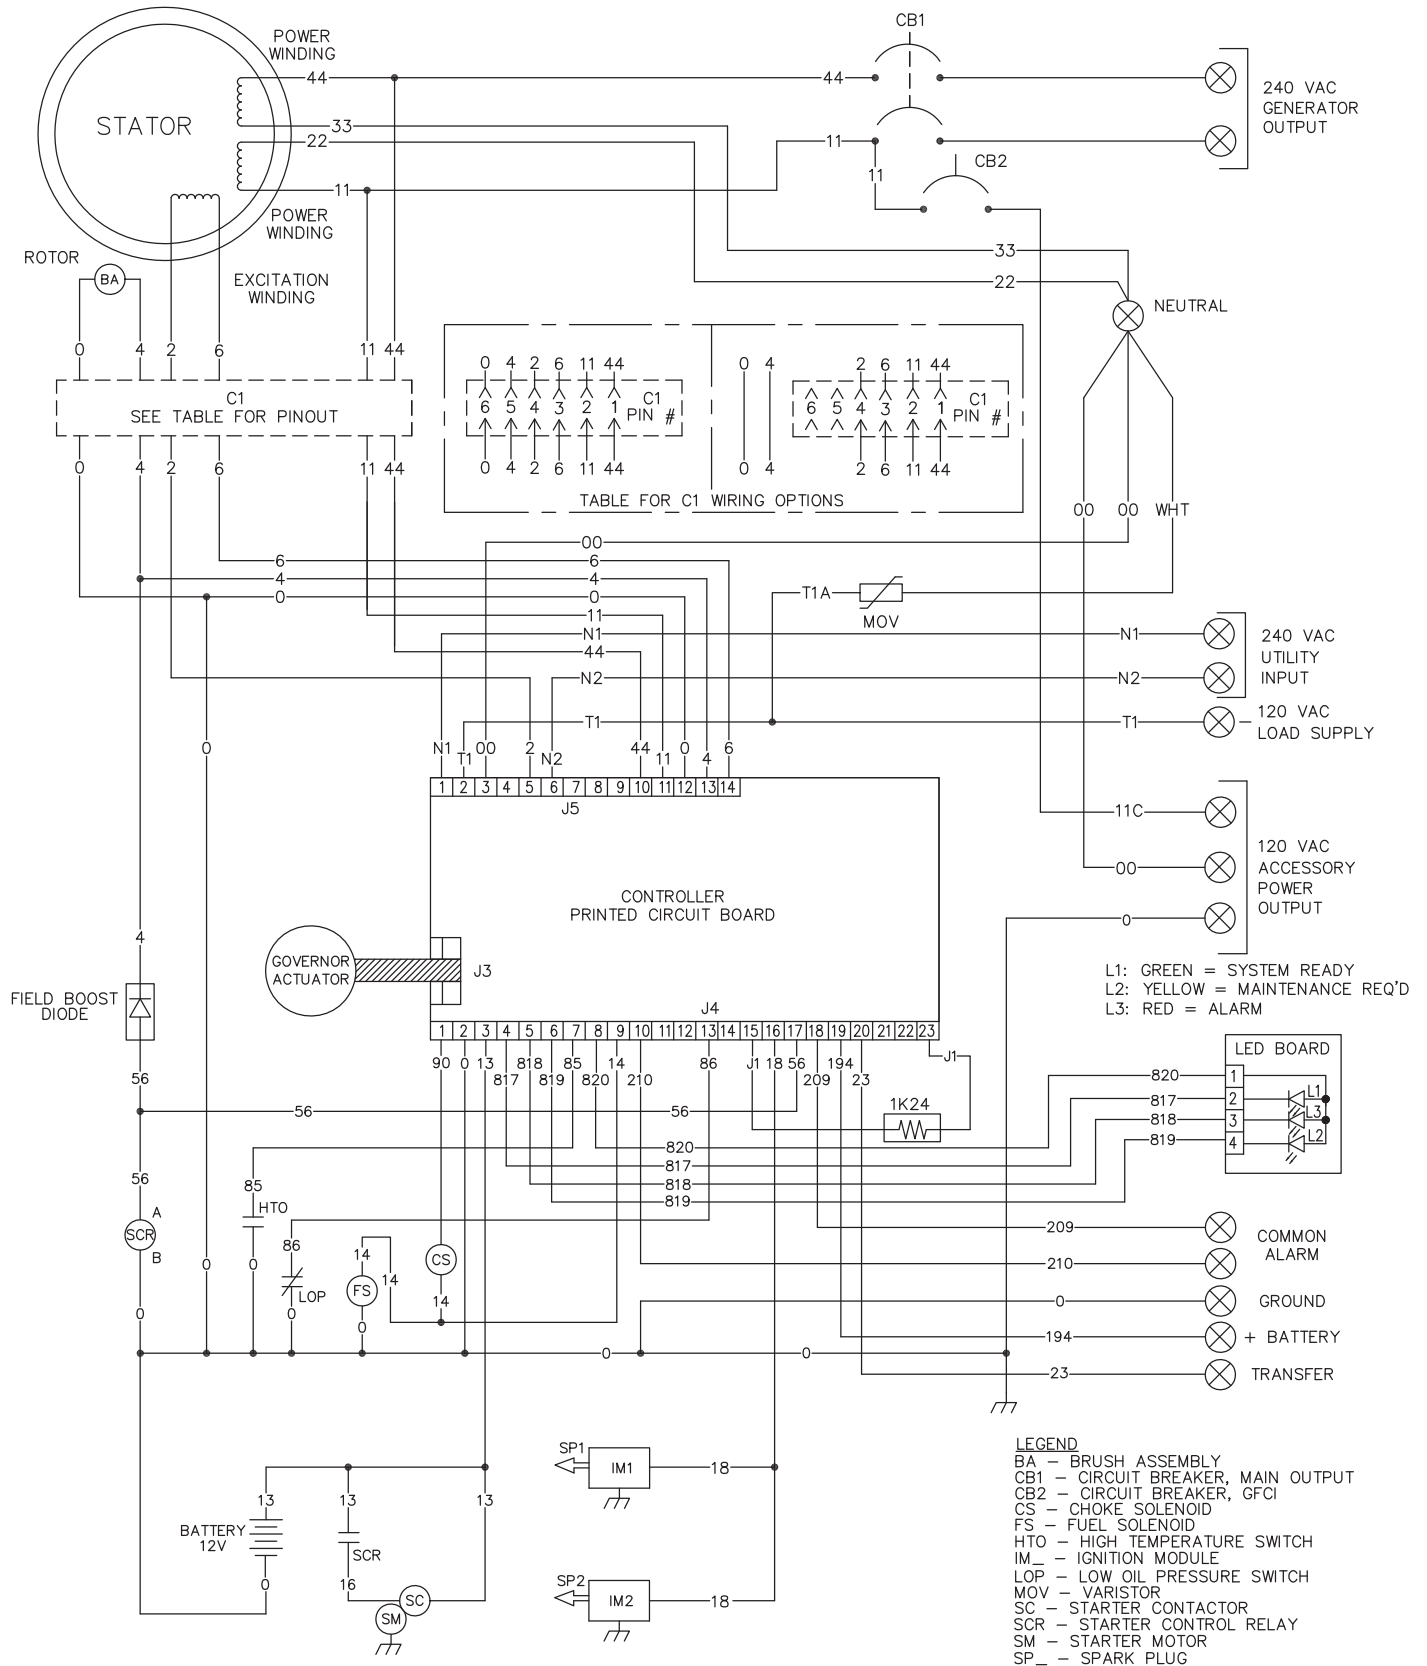 CB1
POWER
WINDING
44
44
240 VAC
GENERATOR
OUTPUT
STATOR
33
22
11
CB2
11
11
POWER
WINDING
ROTOR
BA
EXCITATION
WINDING
33
22
NEUTRAL
0 4 2 6 11 44
C1
SEE TABLE FOR PINOUT
0 4 2 6 11 44
0 4 2 6 11 44
6 5 4 3 2 1
C1
PIN #
0 4 2 6 11 44
0 4
0 4
2 6 11 44
6 5 4 3 2 1
C1
PIN #
2 6 11 44
TABLE FOR C1 WIRING OPTIONS
00 00 WHT
00
6 6
4 4
0 0
11
T1A
MOV
N1 N1
44
N2 N2
T1 T1
240 VAC
UTILITY
INPUT
120 VAC
LOAD SUPPLY
0
N1 T1 00 2 N2 44 11 0 4 6
1 2 3 4 5 6 7 8 9 10 11 12 13 14
J5
11C
00
0
120 VAC
ACCESSORY
POWER
OUTPUT
CONTROLLER
PRINTED CIRCUIT BOARD
4
GOVERNOR
ACTUATOR
J3
FIELD BOOST
DIODE
L1: GREEN = SYSTEM READY
L2: YELLOW = MAINTENANCE REQ'D
L3: RED = ALARM
J4
1 2 3 4 5 6 7 8 9 10 11 12 13 14 15 16 17 18 19 20 21 22 23
90 0 13 817 818 819 85 820 14 210 86 J1 18 56 209 194 23 J1
LED BOARD
820 1
817 2 L1
818 3 L3
819 4 L2
56
56 56
1K24
820
817
818
819
56
A
SCR
B
85
HTO
86
LOP
14
14
FS
CS
14
0 0 0 0 0
0 0
209
210
COMMON
ALARM
0 GROUND
194 + BATTERY
23 TRANSFER
13 13 13
BATTERY
12V
0
SCR
16
SC
SM
SP1
IM1
18
SP2
IM2
18
LEGEND
BA – BRUSH ASSEMBLY
CB1 – CIRCUIT BREAKER, MAIN OUTPUT
CB2 – CIRCUIT BREAKER, GFCI
CS – CHOKE SOLENOID
FS – FUEL SOLENOID
HTO – HIGH TEMPERATURE SWITCH
IM_ – IGNITION MODULE
LOP – LOW OIL PRESSURE SWITCH
MOV – VARISTOR
SC – STARTER CONTACTOR
SCR – STARTER CONTROL RELAY
SM – STARTER MOTOR
SP_ – SPARK PLUG